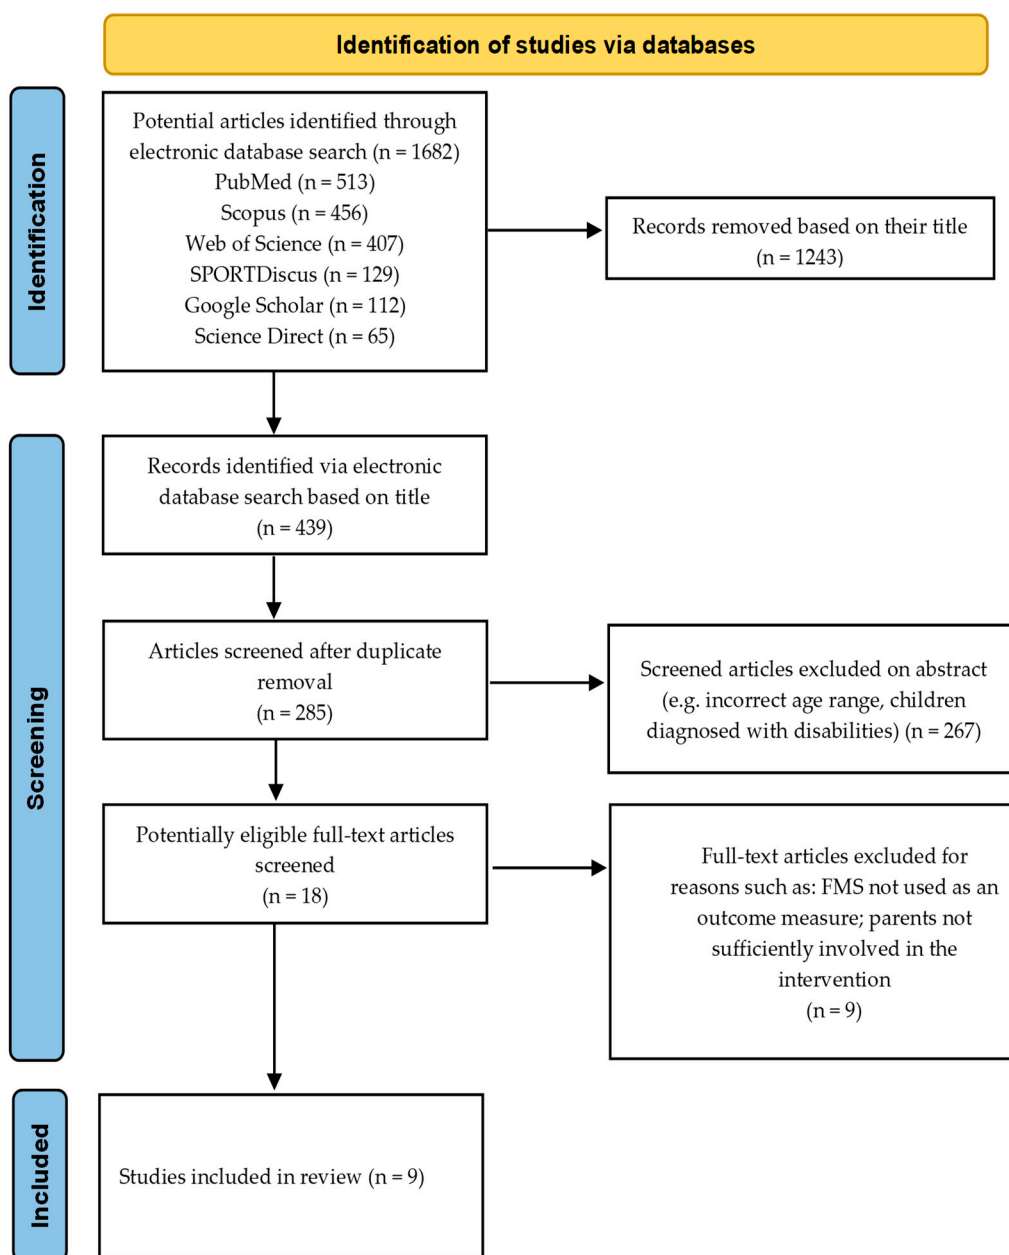 Identification of studies via databases
Identification
Potential articles identified through
electronic database search (n = 1682)
PubMed (n = 513)
Scopus (n = 456)
Web of Science (n = 407)
SPORTDiscus (n = 129)
Google Scholar (n = 112)
Science Direct (n = 65)
Records removed based on their title
(n = 1243)
Screening
Records identified via electronic
database search based on title
(n = 439)
Articles screened after duplicate
removal
(n = 285)
Screened articles excluded on abstract
(e.g. incorrect age range, children
diagnosed with disabilities) (n = 267)
Potentially eligible full-text articles
screened
(n = 18)
Full-text articles excluded for
reasons such as: FMS not used as an
outcome measure; parents not
sufficiently involved in the
intervention
(n = 9)
Included
Studies included in review (n = 9)